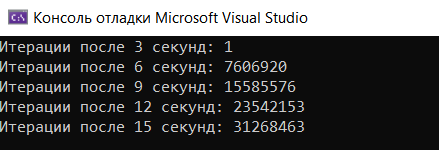 Консоль отладки Microsoft Visual Studio
Итерации после 3 секунд: 1
Итерации после 6 секунд: 7606920
Итерации после 9 секунд: 15585576
Итерации после 12 секунд: 23542153
Итерации после 15 секунд: 31268463